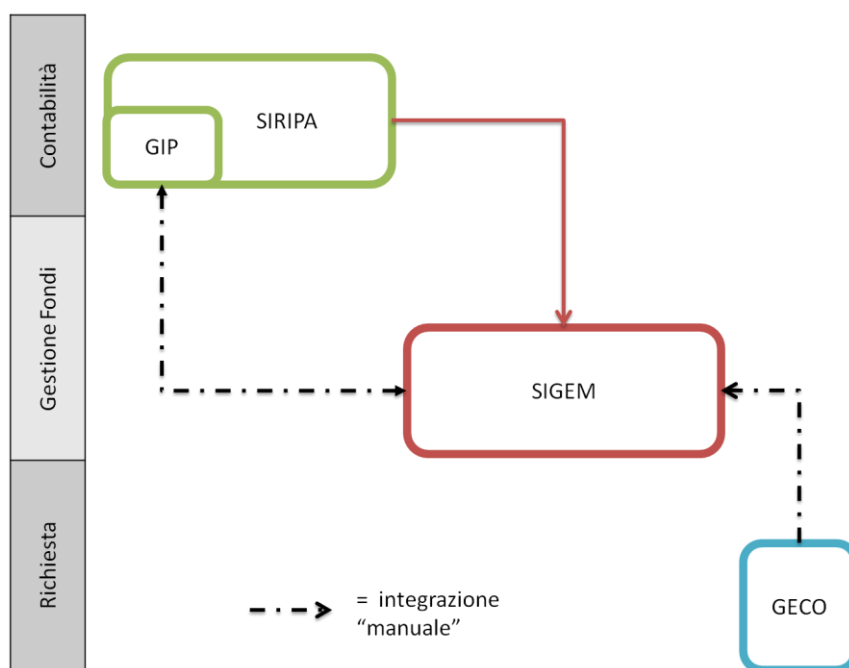 Contabilità
SIRIPA
GIP
Gestione Fondi
SIGEM
Richiesta
GECO
= integrazione
“manuale”